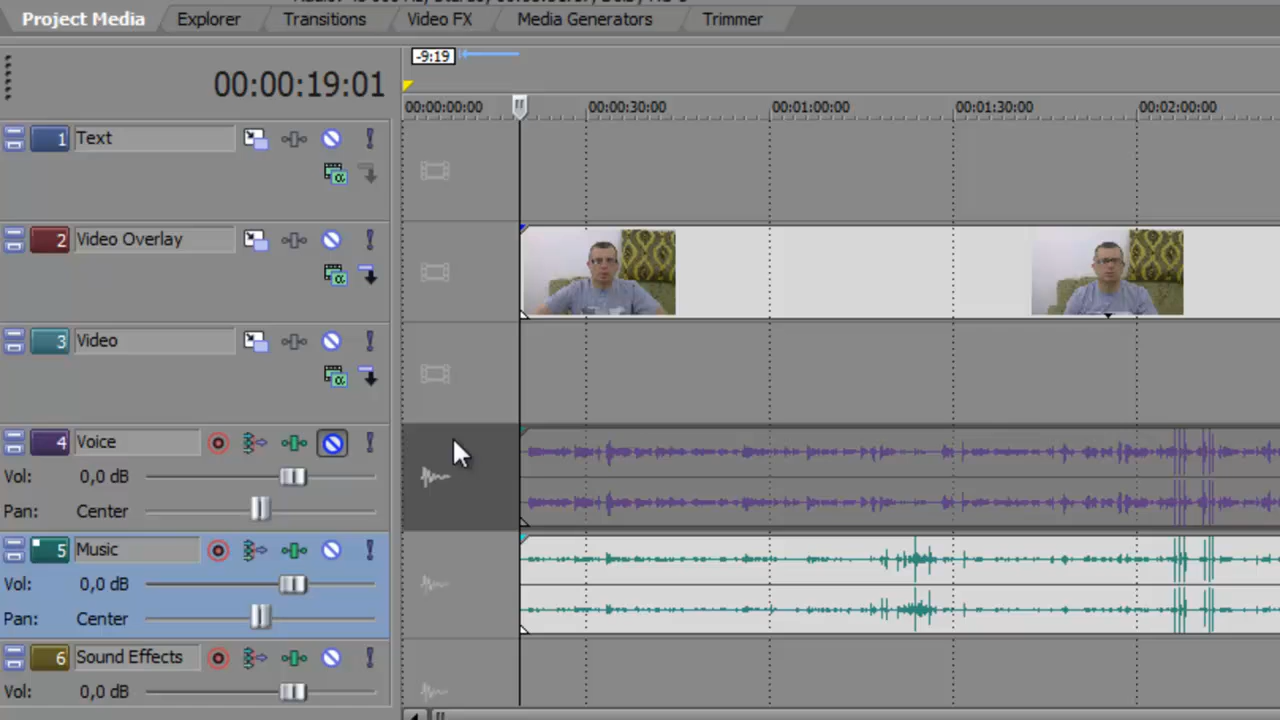 Project Media Explorer Transitions Video FX Media Generators Trimmer
-9:19
00:00:19:01
00:00:00:00 00:00:30:00 00:01:00:00 00:01:30:00 00:02:00:00
1 Text
2 Video Overlay
3 Video
4 Voice
Vol: 0,0 dB
Pan: Center
5 Music
Vol: 0,0 dB
Pan: Center
6 Sound Effects
Vol: 0,0 dB